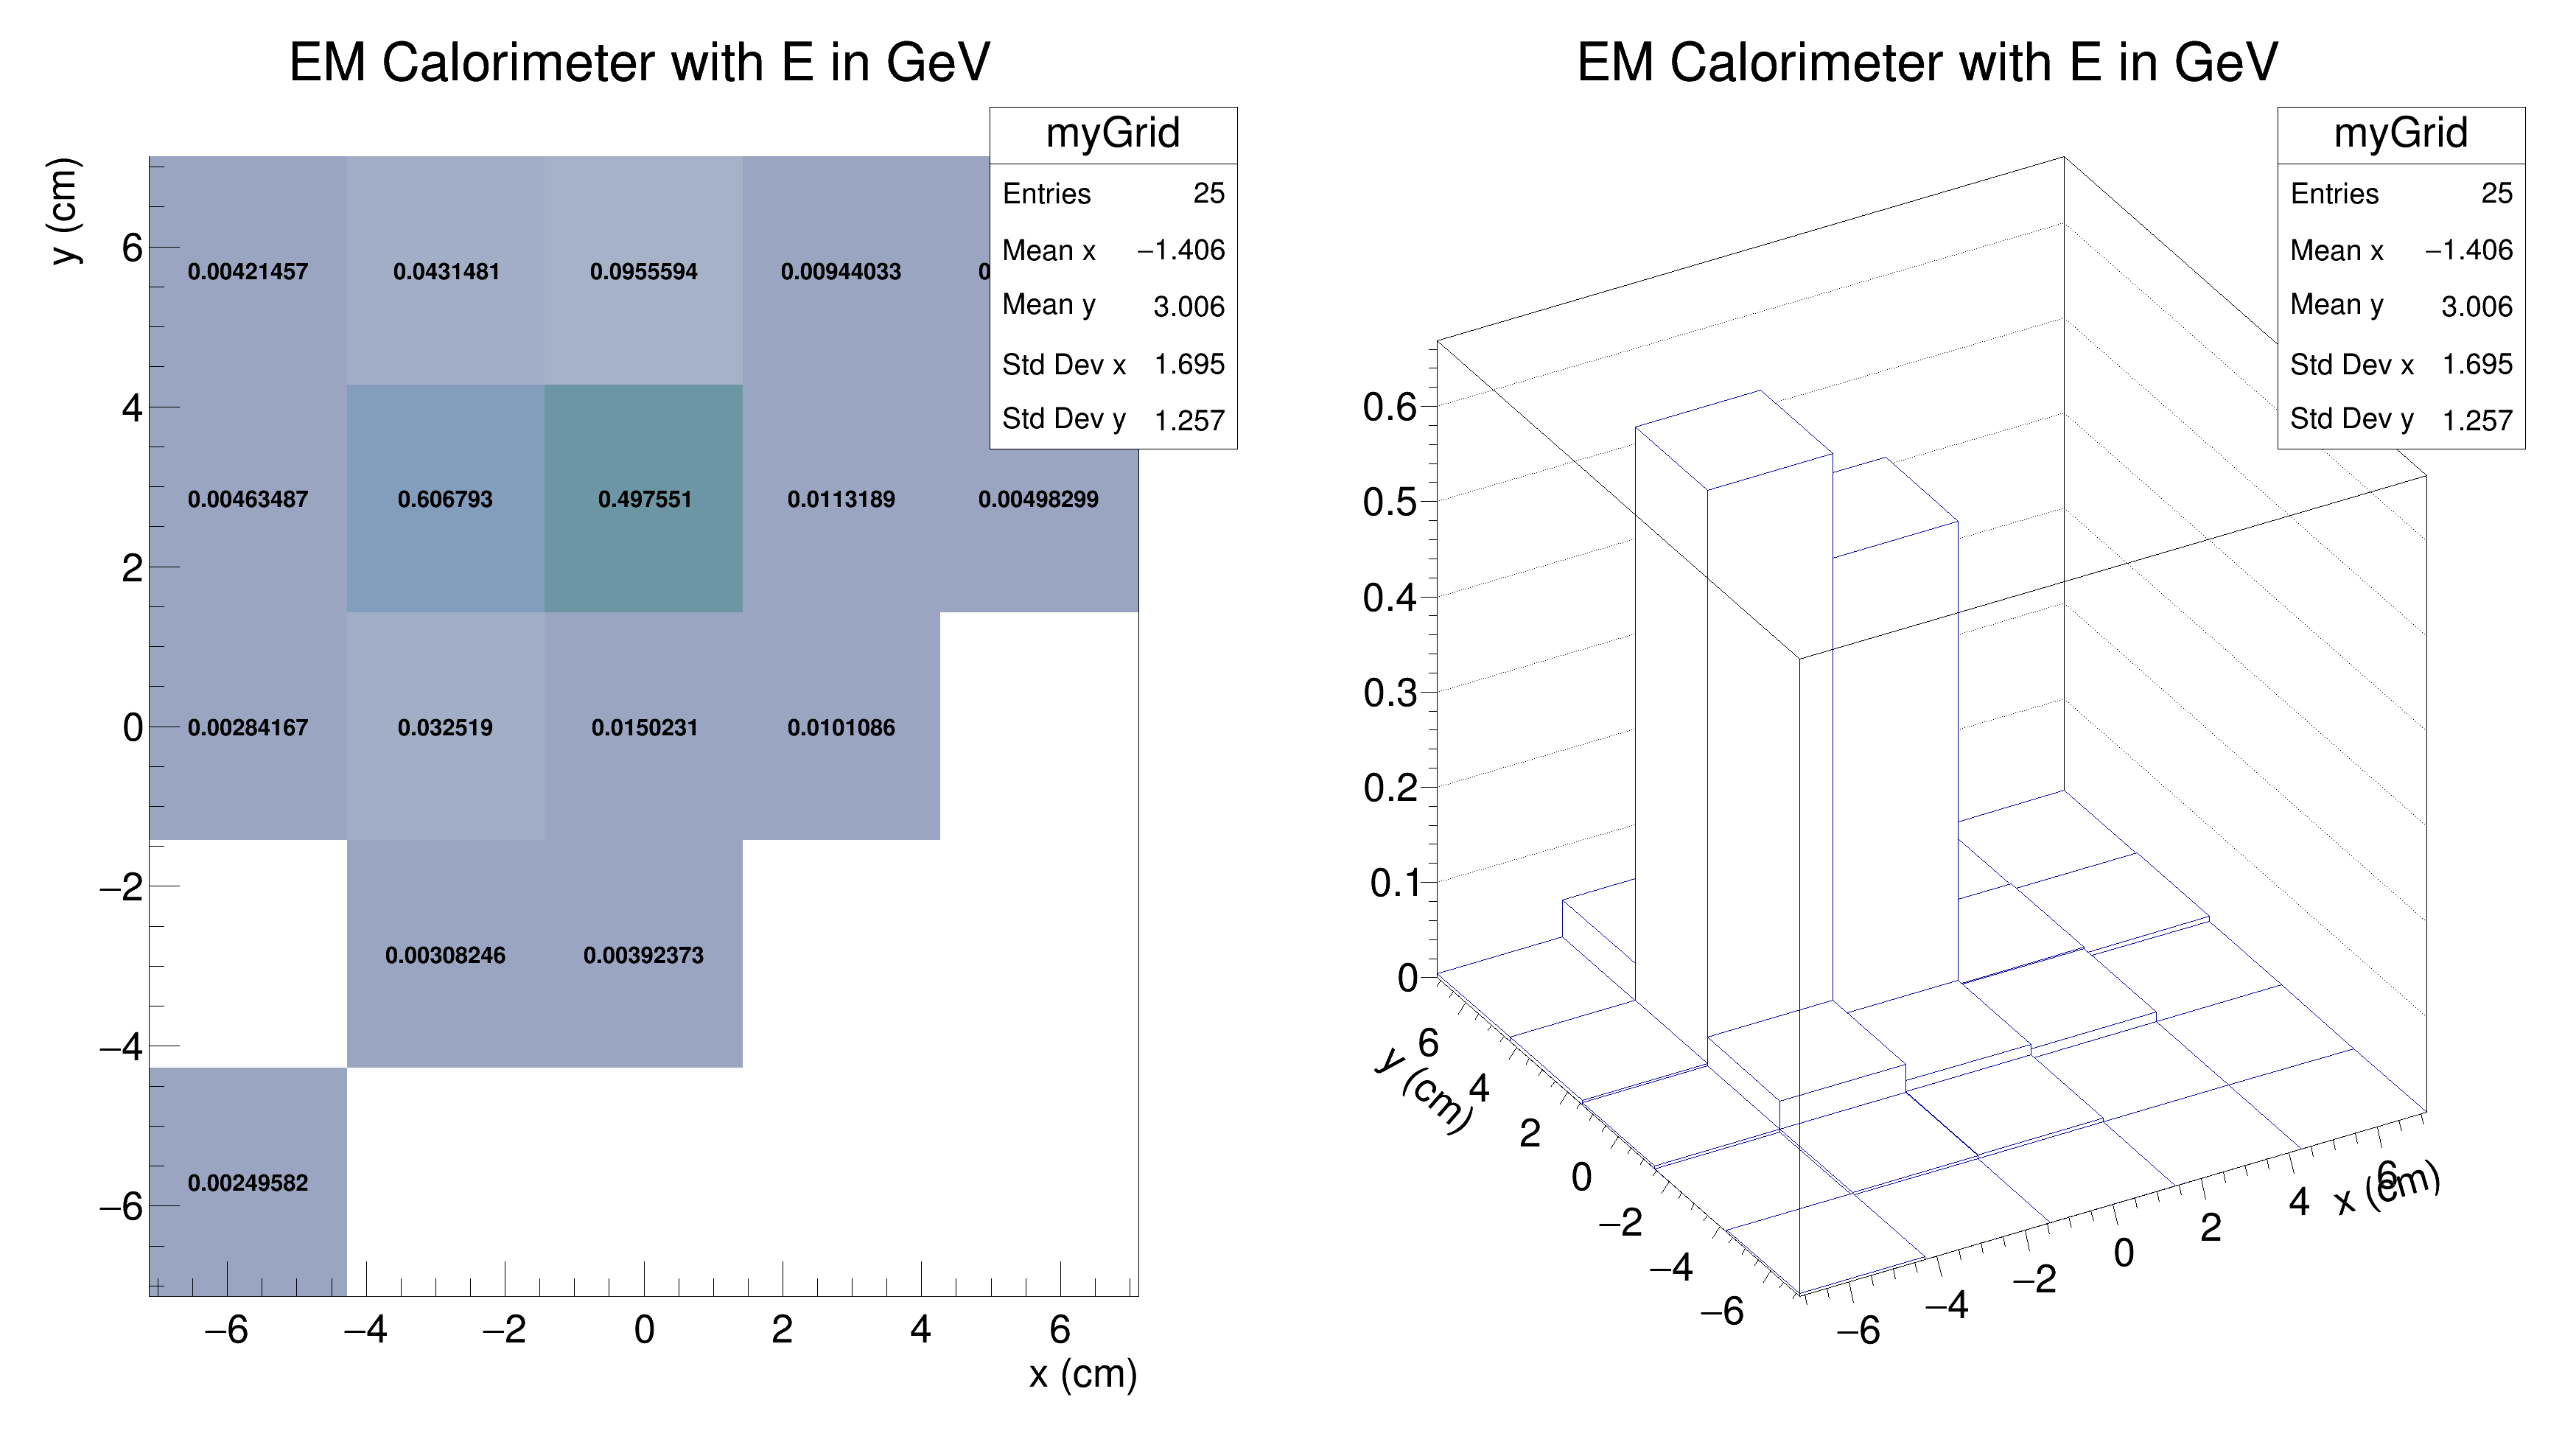 EM Calorimeter with E in GeV
myGrid
Entries 25
Mean x −1.406
Mean y 3.006
Std Dev x 1.695
Std Dev y 1.257
y (cm)
6
4
2
0
−2
−4
−6
0.00421457 0.0431481 0.0955594 0.00944033 0
0.00463487 0.606793 0.497551 0.0113189 0.00498299
0.00284167 0.032519 0.0150231 0.0101086
0.00308246 0.00392373
0.00249582
−6 −4 −2 0 2 4 6
x (cm)
EM Calorimeter with E in GeV
myGrid
Entries 25
Mean x −1.406
Mean y 3.006
Std Dev x 1.695
Std Dev y 1.257
0.6
0.5
0.4
0.3
0.2
0.1
0
y (cm)
6
4
2
0
−2
−4
−6
−6 −4 −2 0 2 4 6
x (cm)